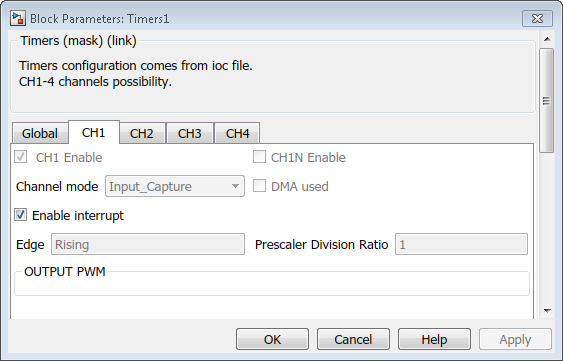 Block Parameters: Timers1
Timers (mask) (link)
Timers configuration comes from ioc file.
CH1-4 channels possibility.
Global CH1 CH2 CH3 CH4
CH1 Enable CH1N Enable
Channel mode Input_Capture DMA used
Enable interrupt
Edge Rising Prescaler Division Ratio 1
OUTPUT PWM
OK Cancel Help Apply